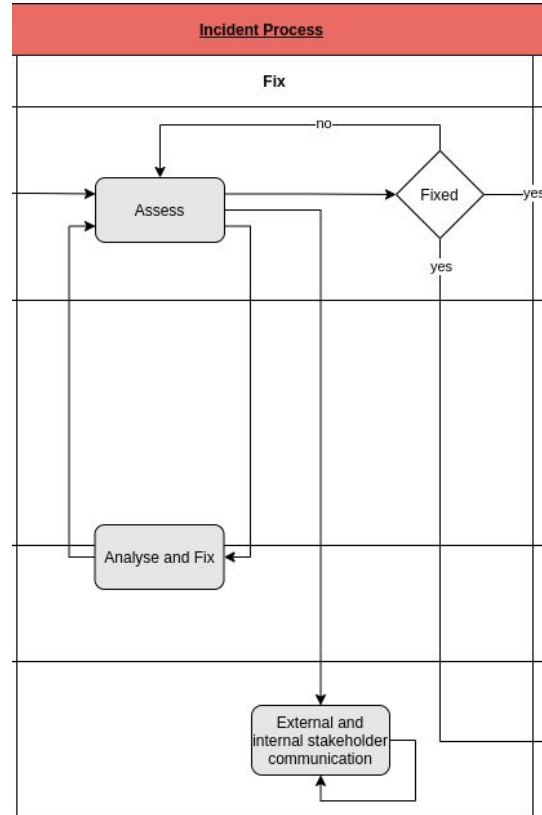 Incident Process
Fix
no
Assess
Fixed
yes
yes
Analyse and Fix
External and
internal stakeholder
communication